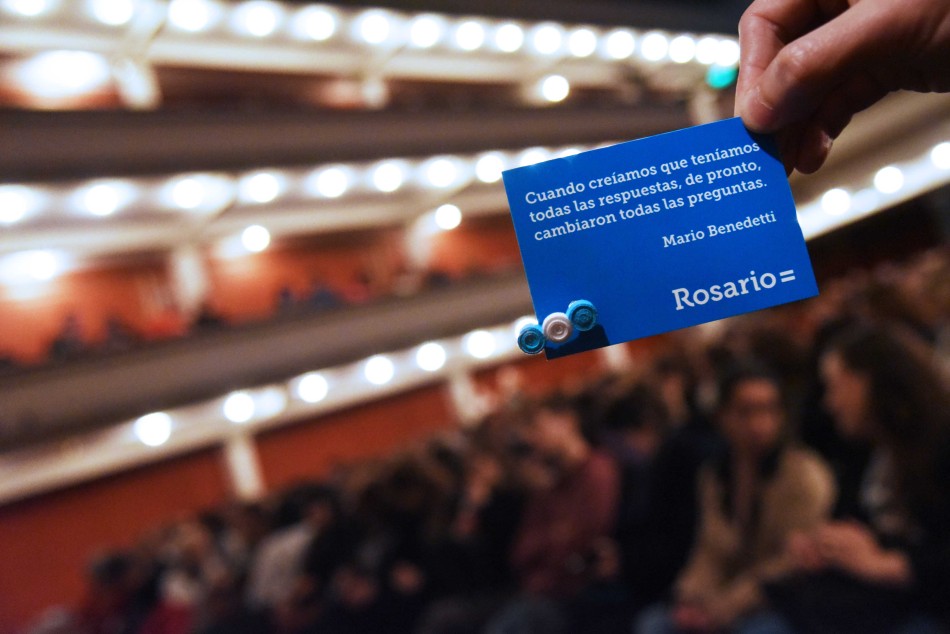 Cuando creíamos que teníamos
todas las respuestas, de pronto,
cambiaron todas las preguntas.
Mario Benedetti
Rosario=